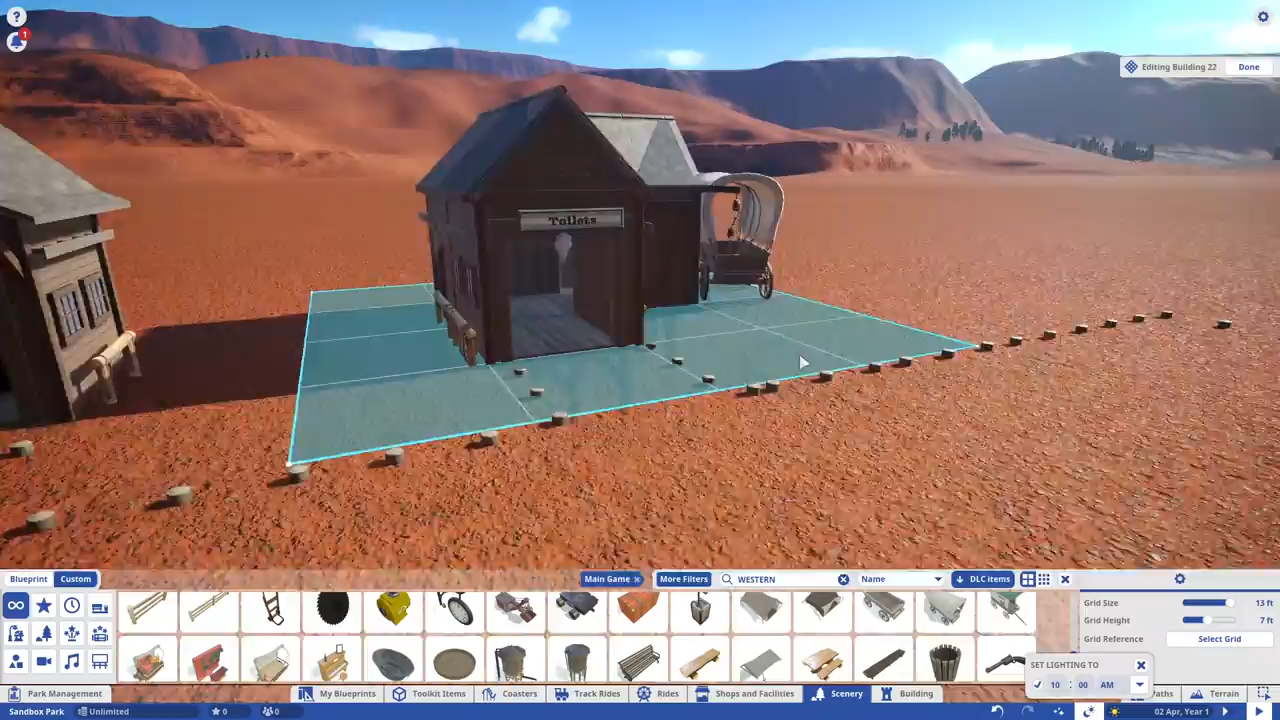 ?
1
Editing Building 22
Done
Toilets
Blueprint
Custom
Main Game
More Filters
WESTERN
Name
DLC items
Grid Size
13 ft
Grid Height
7 ft
Grid Reference
Select Grid
SET LIGHTING TO
10 : 00 AM
Park Management
My Blueprints
Toolkit Items
Coasters
Track Rides
Rides
Shops and Facilities
Scenery
Building
Paths
Terrain
Sandbox Park
Unlimited
0
0
02 Apr, Year 1